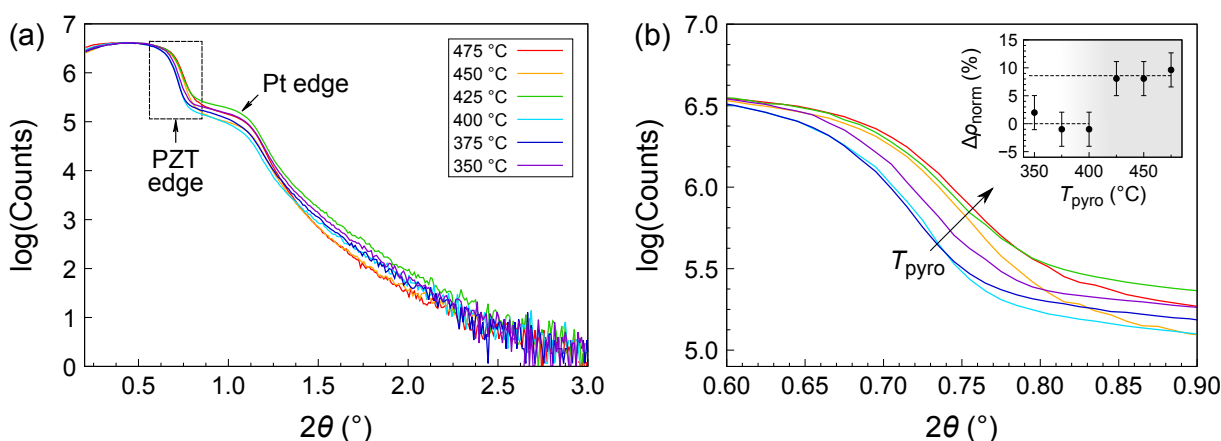 (a)
log(Counts)
7
6
5
4
3
2
1
0
0.5
1.0
1.5
2.0
2.5
3.0
2θ (°)
PZT
edge
Pt edge
475 °C
450 °C
425 °C
400 °C
375 °C
350 °C
(b)
log(Counts)
7.0
6.5
6.0
5.5
5.0
0.60
0.65
0.70
0.75
0.80
0.85
0.90
2θ (°)
Tpyro
Δρnorm (%)
15
10
5
0
−5
350
400
450
Tpyro (°C)